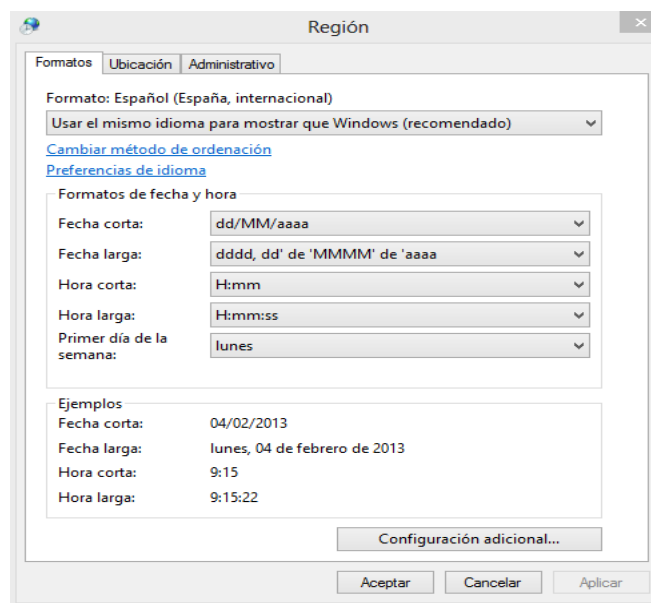 Región
Formatos Ubicación Administrativo
Formato: Español (España, internacional)
Usar el mismo idioma para mostrar que Windows (recomendado)
Cambiar método de ordenación
Preferencias de idioma
Formatos de fecha y hora
Fecha corta: dd/MM/aaaa
Fecha larga: dddd, dd' de 'MMMM' de 'aaaa
Hora corta: H:mm
Hora larga: H:mm:ss
Primer día de la
semana: lunes
Ejemplos
Fecha corta: 04/02/2013
Fecha larga: lunes, 04 de febrero de 2013
Hora corta: 9:15
Hora larga: 9:15:22
Configuración adicional...
Aceptar Cancelar Aplicar